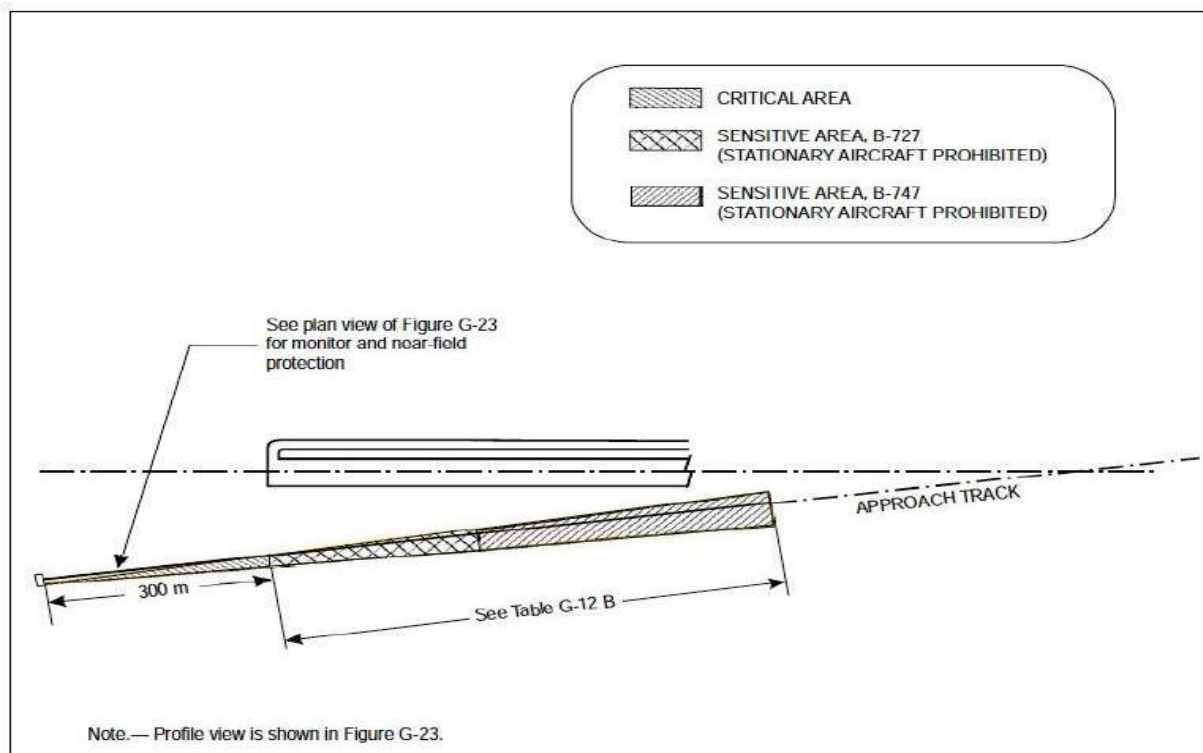 CRITICAL AREA
SENSITIVE AREA, B-727
(STATIONARY AIRCRAFT PROHIBITED)
SENSITIVE AREA, B-747
(STATIONARY AIRCRAFT PROHIBITED)
See plan view of Figure G-23
for monitor and near-field
protection
APPROACH TRACK
300 m
See Table G-12 B
Note.— Profile view is shown in Figure G-23.